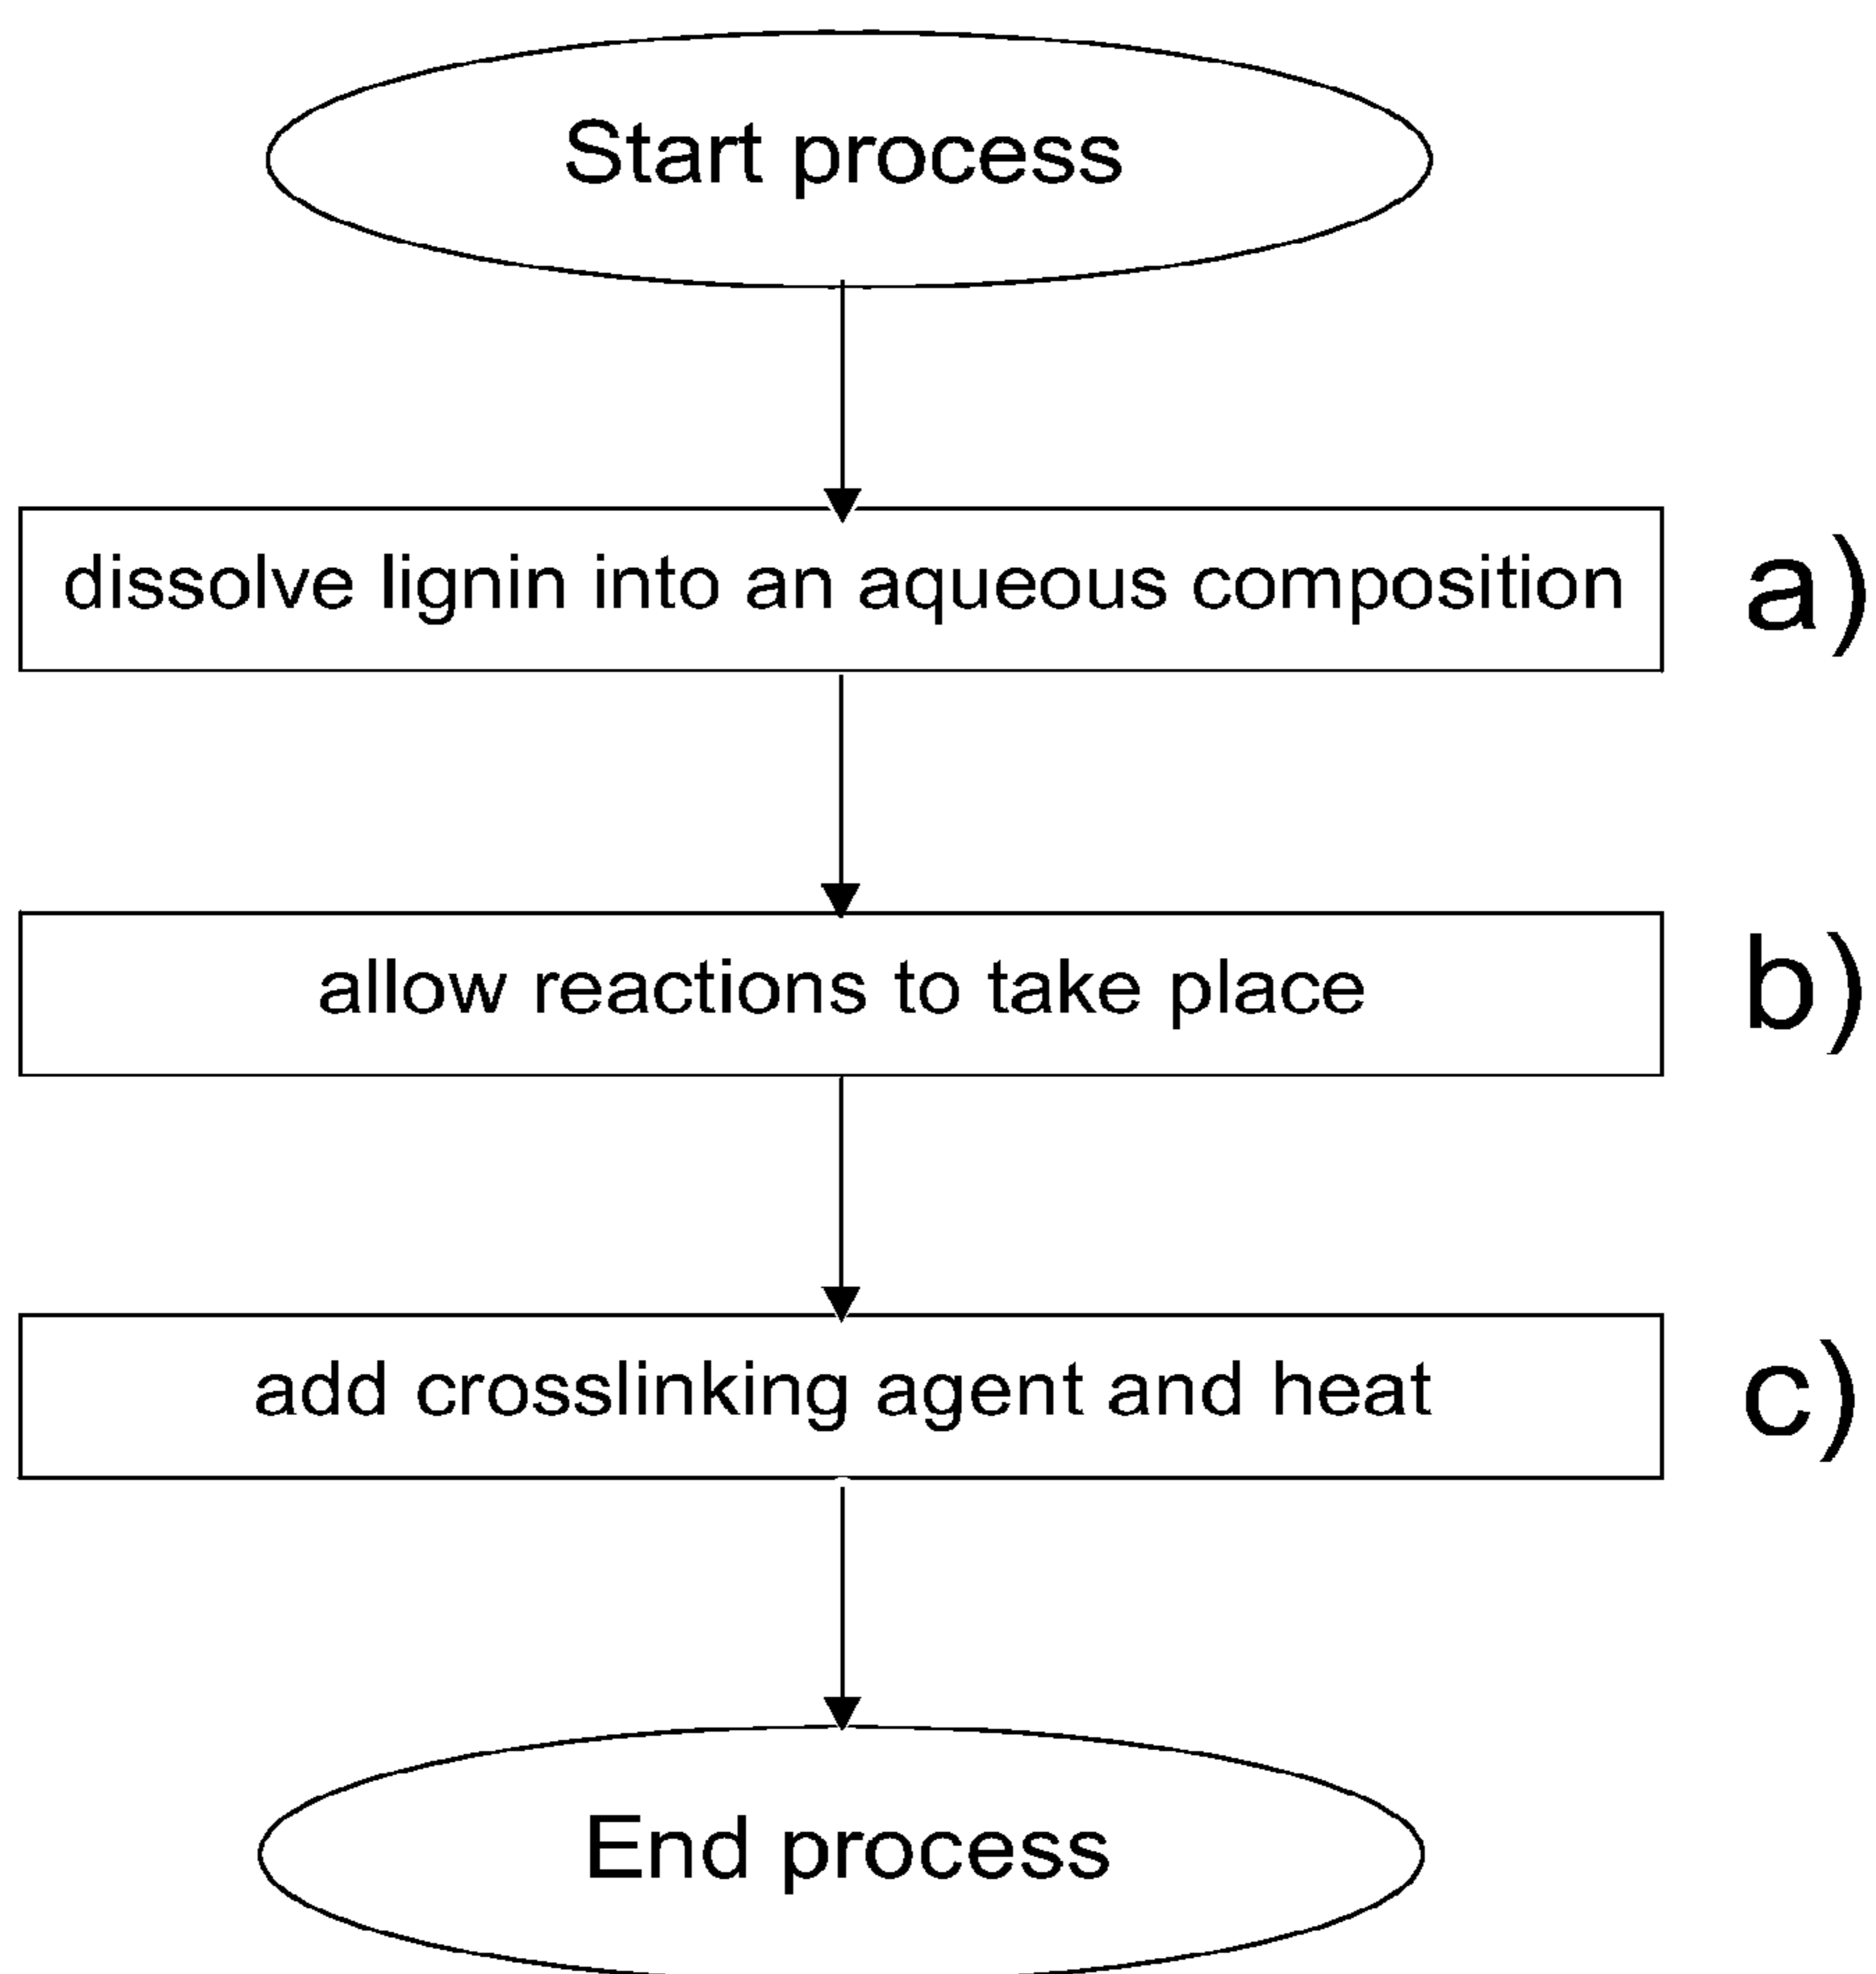 Start process
dissolve lignin into an aqueous composition a)
allow reactions to take place b)
add crosslinking agent and heat c)
End process